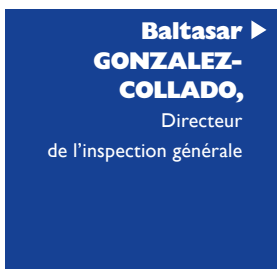 Baltasar ▶
GONZALEZ-
COLLADO,
Directeur
de l'inspection générale